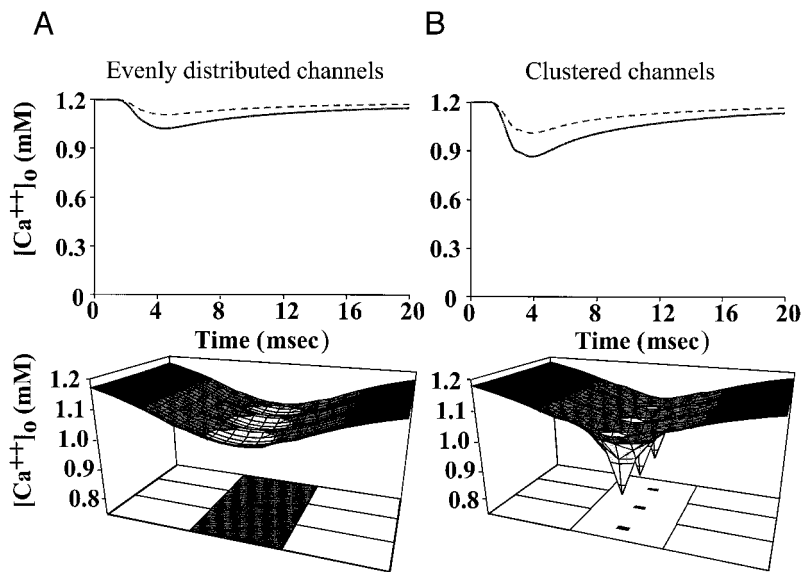 A
B
Evenly distributed channels
Clustered channels
[Ca++]o (mM)
1.2
0.9
0.6
0.3
0
0 4 8 12 16 20
Time (msec)
1.2
0.9
0.6
0.3
0
0 4 8 12 16 20
Time (msec)
[Ca++]o (mM)
1.2
1.1
1.0
0.9
0.8
1.2
1.1
1.0
0.9
0.8